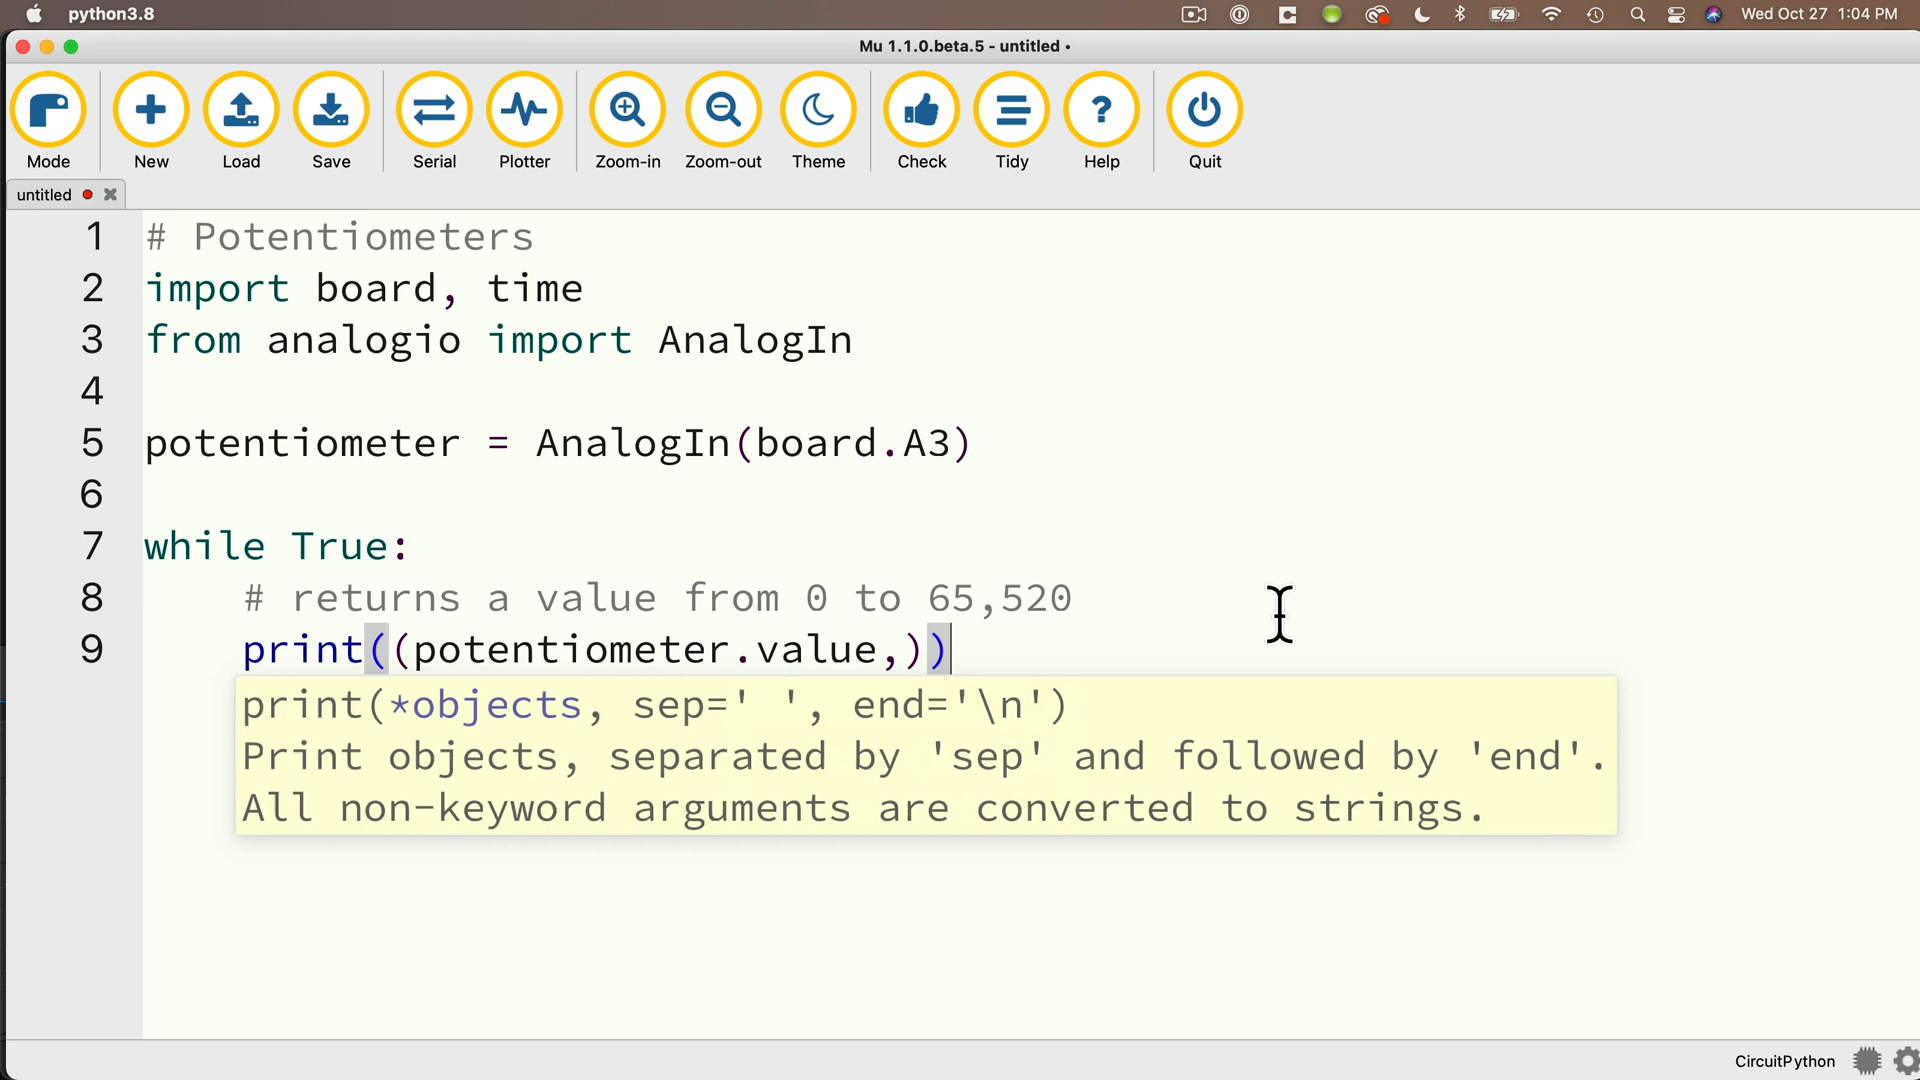 python3.8
Wed Oct 27 1:04 PM
Mu 1.1.0.beta.5 - untitled •
Mode
New
Load
Save
Serial
Plotter
Zoom-in
Zoom-out
Theme
Check
Tidy
Help
Quit
untitled
1 # Potentiometers
2 import board, time
3 from analogio import AnalogIn
4
5 potentiometer = AnalogIn(board.A3)
6
7 while True:
8 # returns a value from 0 to 65,520
9 print((potentiometer.value,))
print(*objects, sep=' ', end='\n')
Print objects, separated by 'sep' and followed by 'end'.
All non-keyword arguments are converted to strings.
CircuitPython